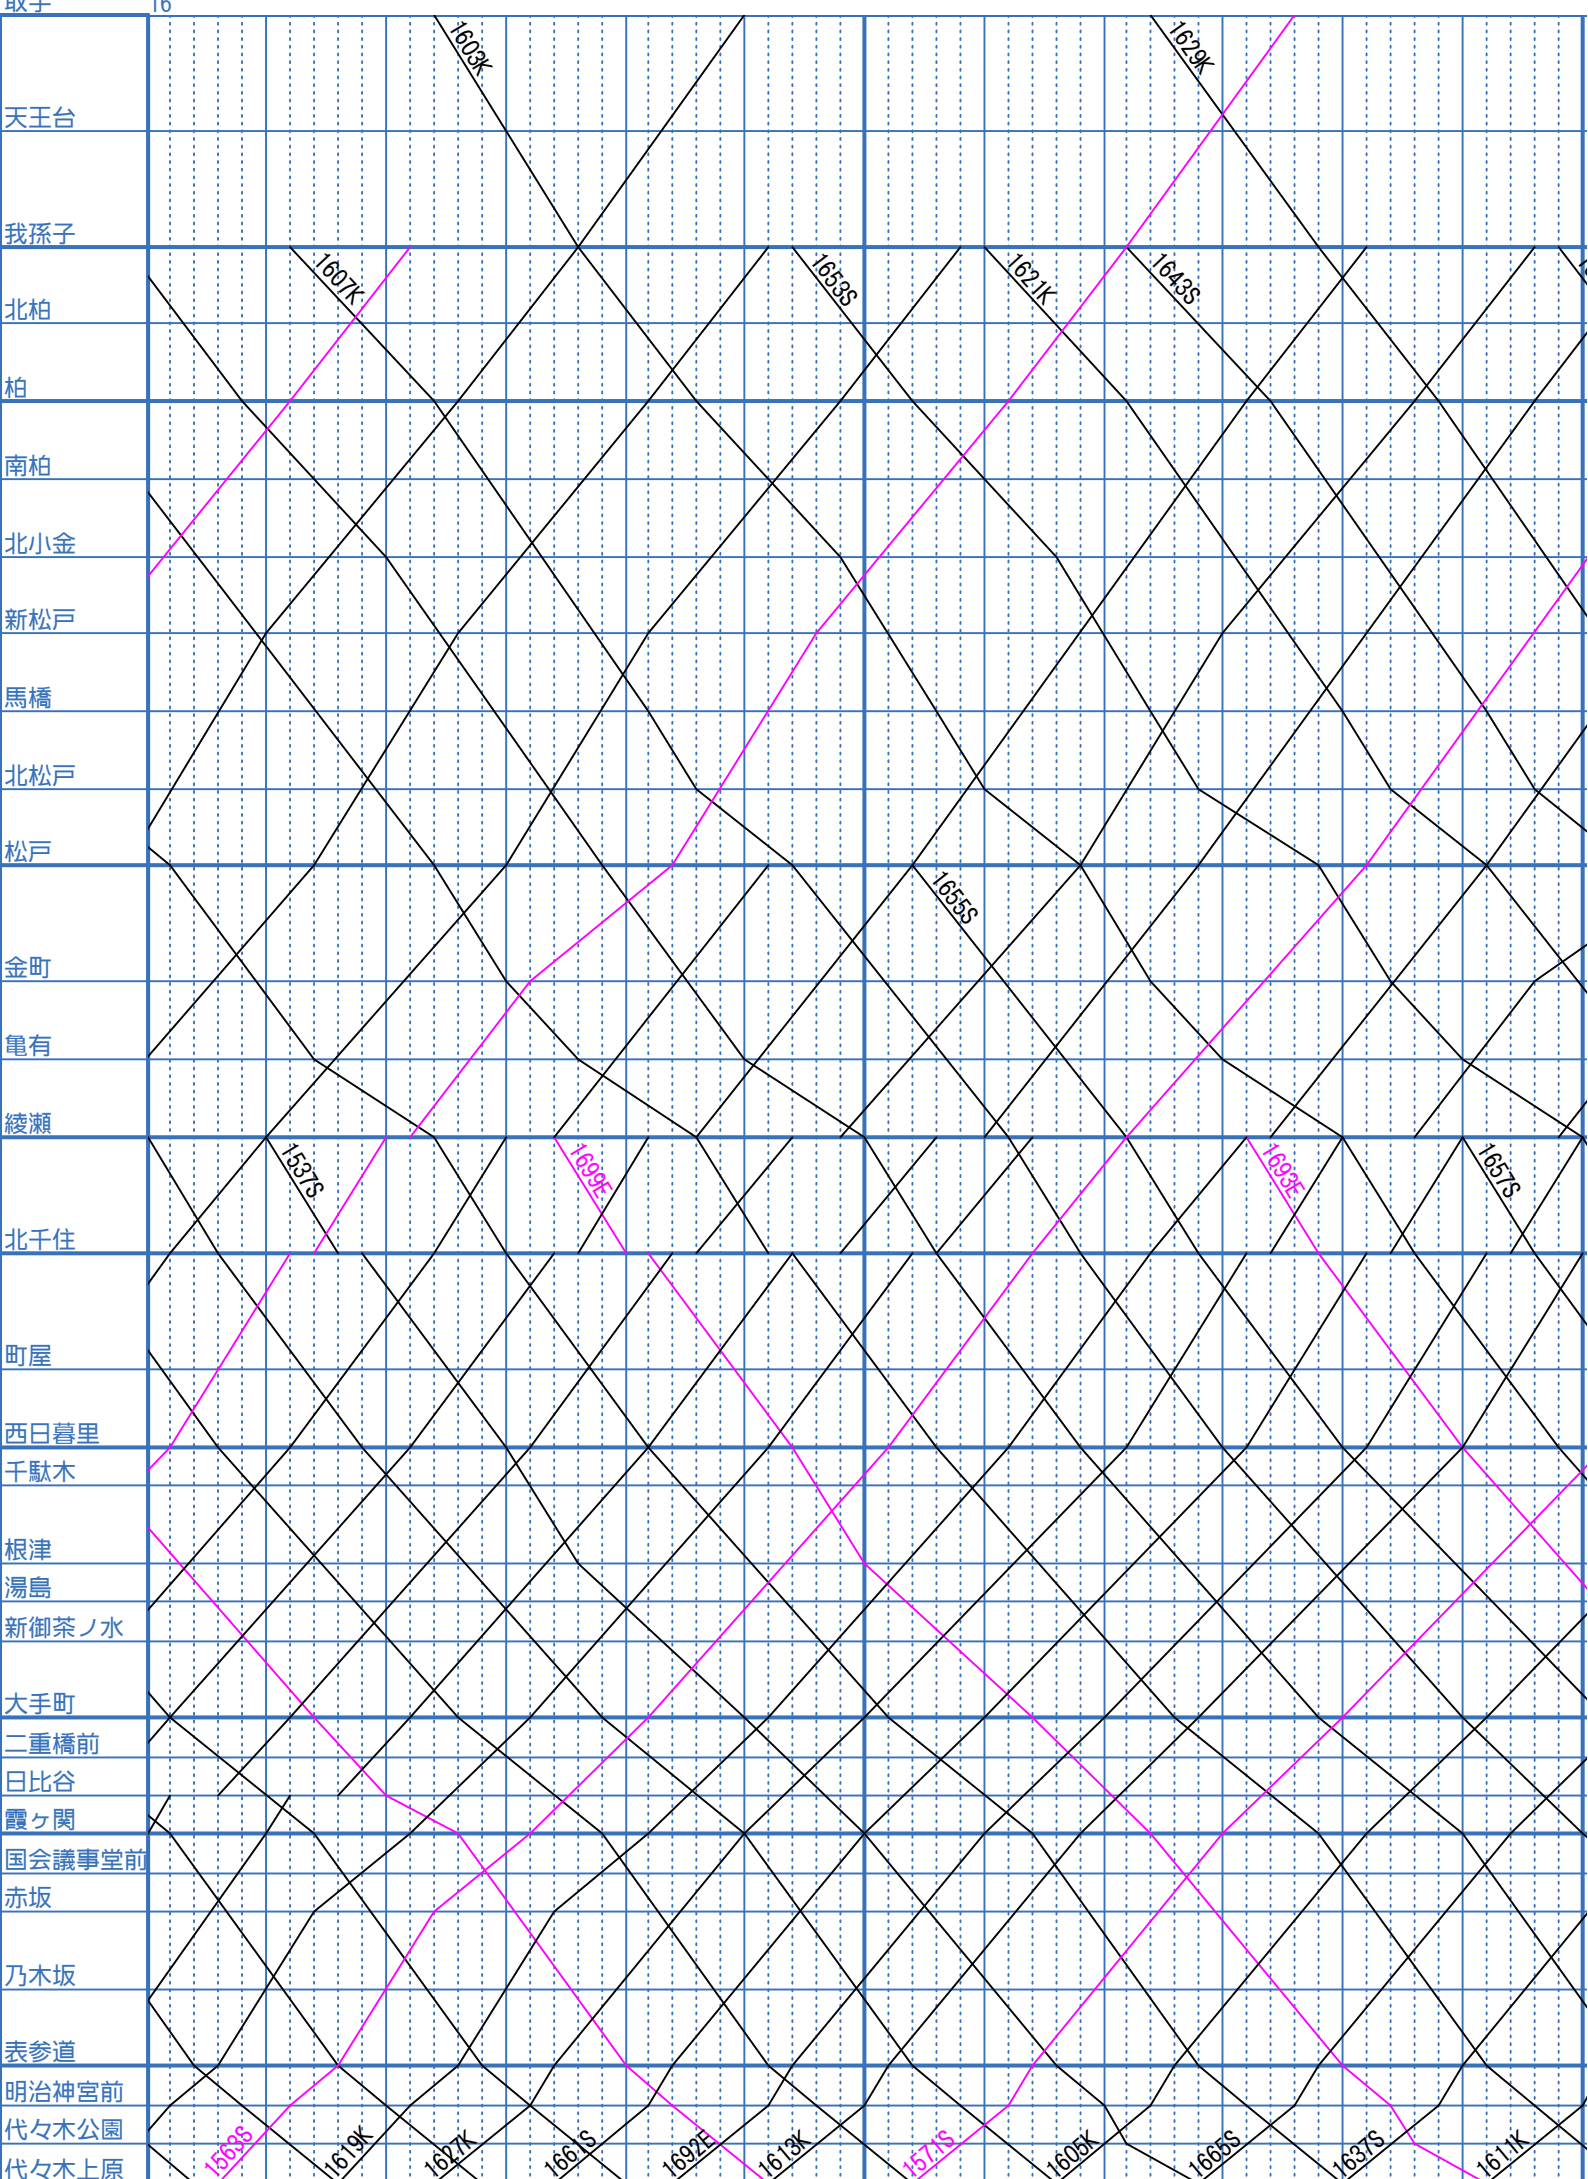 取手 16
1603K
1629K
天王台
我孫子
1607K
1653S
1621K
1643S
北柏
柏
南柏
北小金
新松戸
馬橋
北松戸
松戸
1655S
金町
亀有
綾瀬
1537S
1699E
1693E
1657S
北千住
町屋
西日暮里
千駄木
根津
湯島
新御茶ノ水
大手町
二重橋前
日比谷
霞ヶ関
国会議事堂前
赤坂
乃木坂
表参道
明治神宮前
代々木公園
1563S
1619K
1627K
1661S
1692E
1613K
1571S
1605K
1665S
1637S
1611K
代々木上原